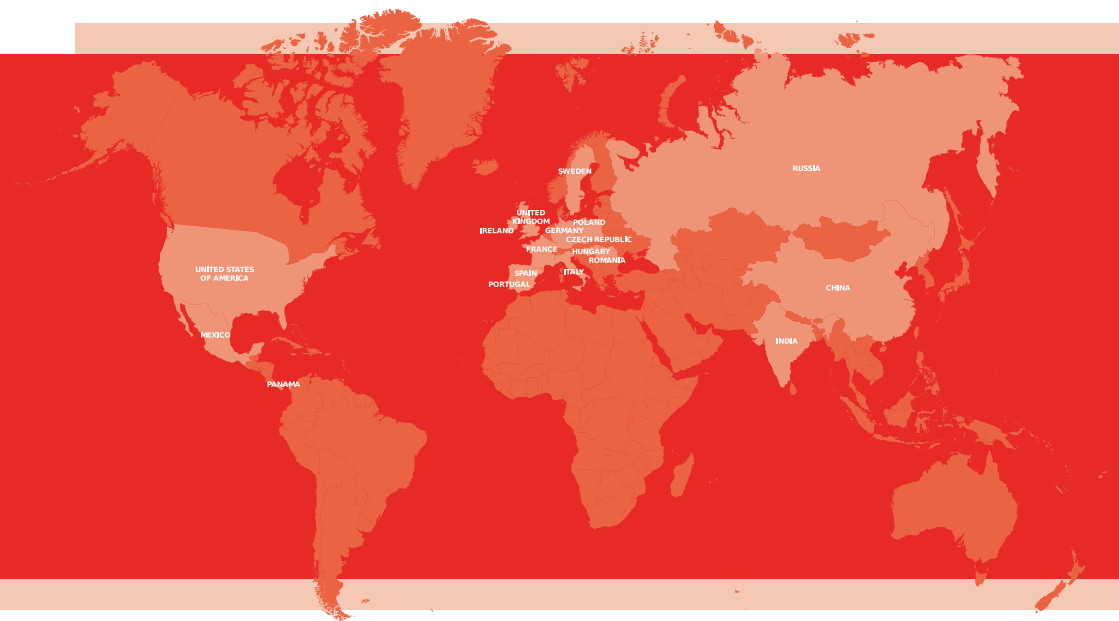 RUSSIA
SWEDEN
UNITED
KINGDOM
POLAND
IRELAND
GERMANY
CZECH REPUBLIC
FRANCE
HUNGARY
ROMANIA
UNITED STATES
OF AMERICA
SPAIN
ITALY
PORTUGAL
CHINA
MEXICO
INDIA
PANAMA